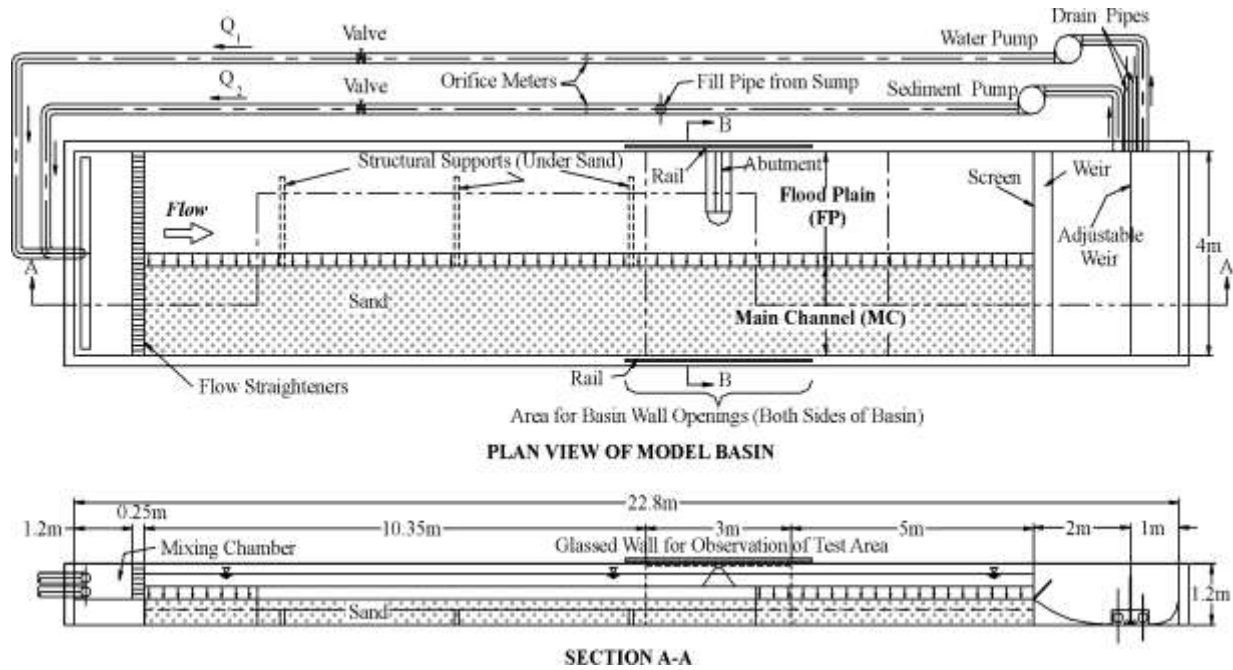 Drain Pipes
Q1
Valve
Water Pump
Orifice Meters
Q2
Valve
Fill Pipe from Sump
Sediment Pump
B
Structural Supports (Under Sand)
Rail
Abutment
Screen
Weir
Flow
Flood Plain
(FP)
Adjustable
Weir
4m
A
A
Sand
Main Channel (MC)
Flow Straighteners
Rail
B
Area for Basin Wall Openings (Both Sides of Basin)
PLAN VIEW OF MODEL BASIN
22.8m
1.2m
0.25m
10.35m
3m
5m
2m
1m
Mixing Chamber
Glassed Wall for Observation of Test Area
Sand
1.2m
SECTION A-A